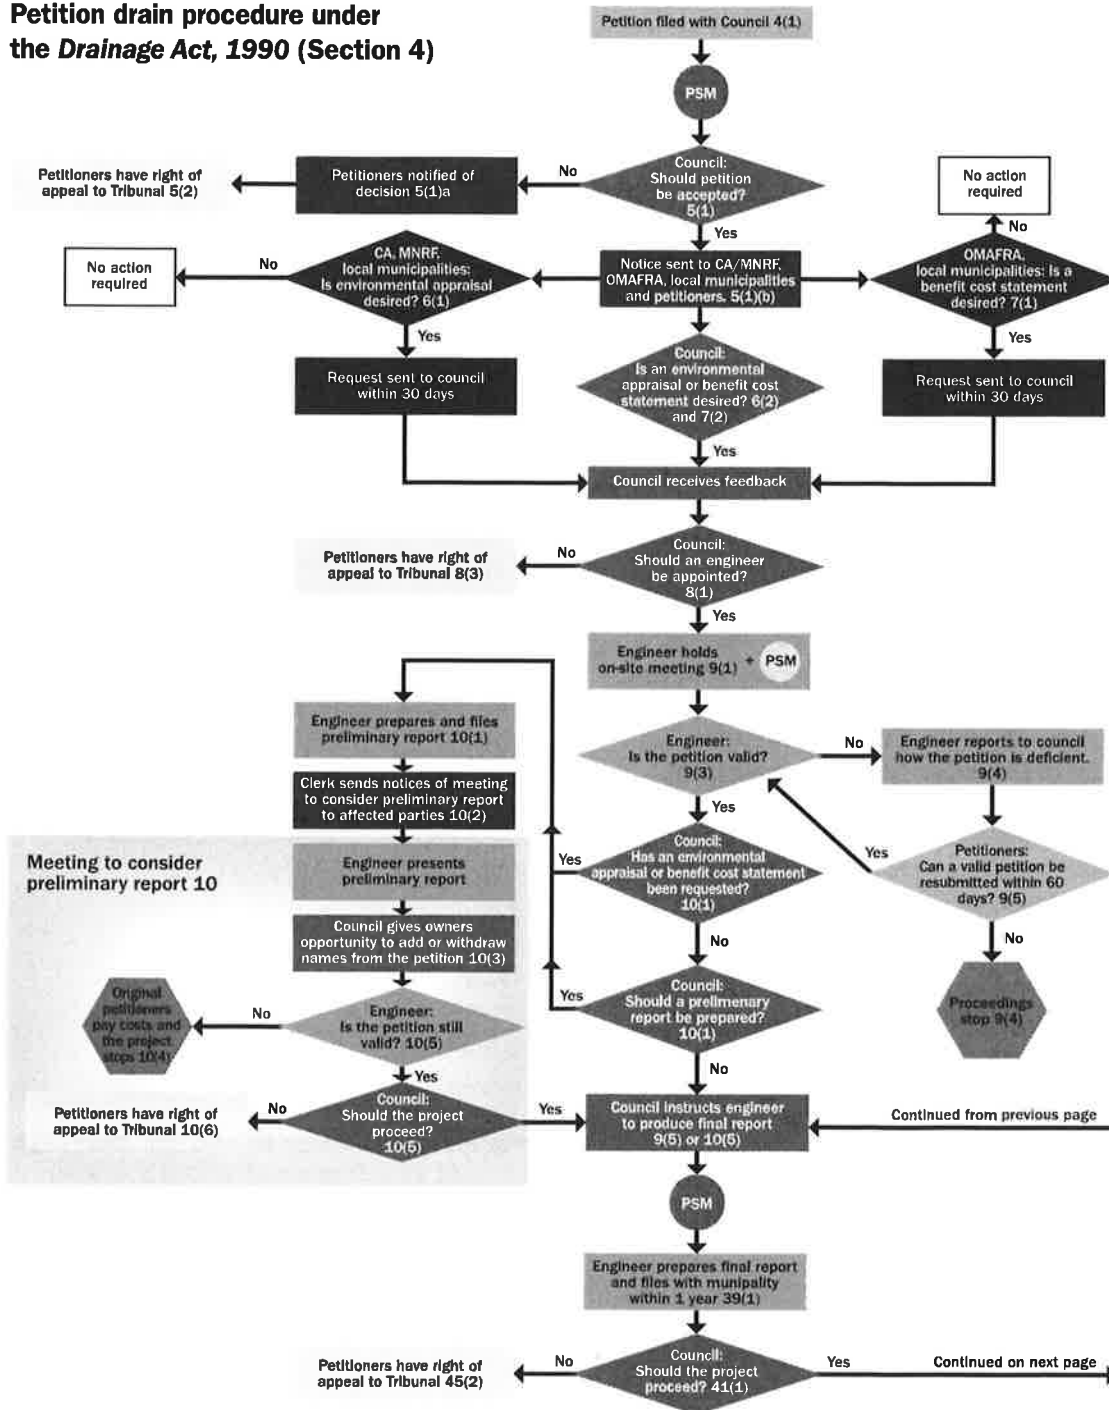 Petition drain procedure under
the Drainage Act, 1990 (Section 4)
Petition filed with Council 4(1)
PSM
Council:
Should petition
be accepted?
5(1)
No
Petitioners notified of
decision 5(1)a
Petitioners have right of
appeal to Tribunal 5(2)
Yes
Notice sent to CA/MNRF,
OMAFRA, local municipalities
and petitioners. 5(1)(b)
CA, MNRF,
local municipalities:
Is environmental appraisal
desired? 6(1)
No
No action
required
Yes
Request sent to council
within 30 days
OMAFRA,
local municipalities: Is a
benefit cost statement
desired? 7(1)
No
No action
required
Yes
Request sent to council
within 30 days
Council:
Is an environmental
appraisal or benefit cost
statement desired? 6(2)
and 7(2)
Yes
Council receives feedback
Council:
Should an engineer
be appointed?
8(1)
No
Petitioners have right of
appeal to Tribunal 8(3)
Yes
Engineer holds
on-site meeting 9(1)
+
PSM
Engineer:
Is the petition valid?
9(3)
No
Engineer reports to council
how the petition is deficient.
9(4)
Petitioners:
Can a valid petition be
resubmitted within 60
days? 9(5)
Yes
No
Proceedings
stop 9(4)
Yes
Council:
Has an environmental
appraisal or benefit cost statement
been requested?
10(1)
Yes
No
Council:
Should a prelimenary
report be prepared?
10(1)
Yes
No
Engineer prepares and files
preliminary report 10(1)
Clerk sends notices of meeting
to consider preliminary report
to affected parties 10(2)
Meeting to consider
preliminary report 10
Engineer presents
preliminary report
Council gives owners
opportunity to add or withdraw
names from the petition 10(3)
Engineer:
Is the petition still
valid? 10(5)
No
Original
petitioners
pay costs and
the project
stops 10(4)
Yes
Council:
Should the project
proceed?
10(5)
No
Petitioners have right of
appeal to Tribunal 10(6)
Yes
Council instructs engineer
to produce final report
9(5) or 10(5)
Continued from previous page
PSM
Engineer prepares final report
and files with munipality
within 1 year 39(1)
Council:
Should the project
proceed? 41(1)
No
Petitioners have right of
appeal to Tribunal 45(2)
Yes
Continued on next page